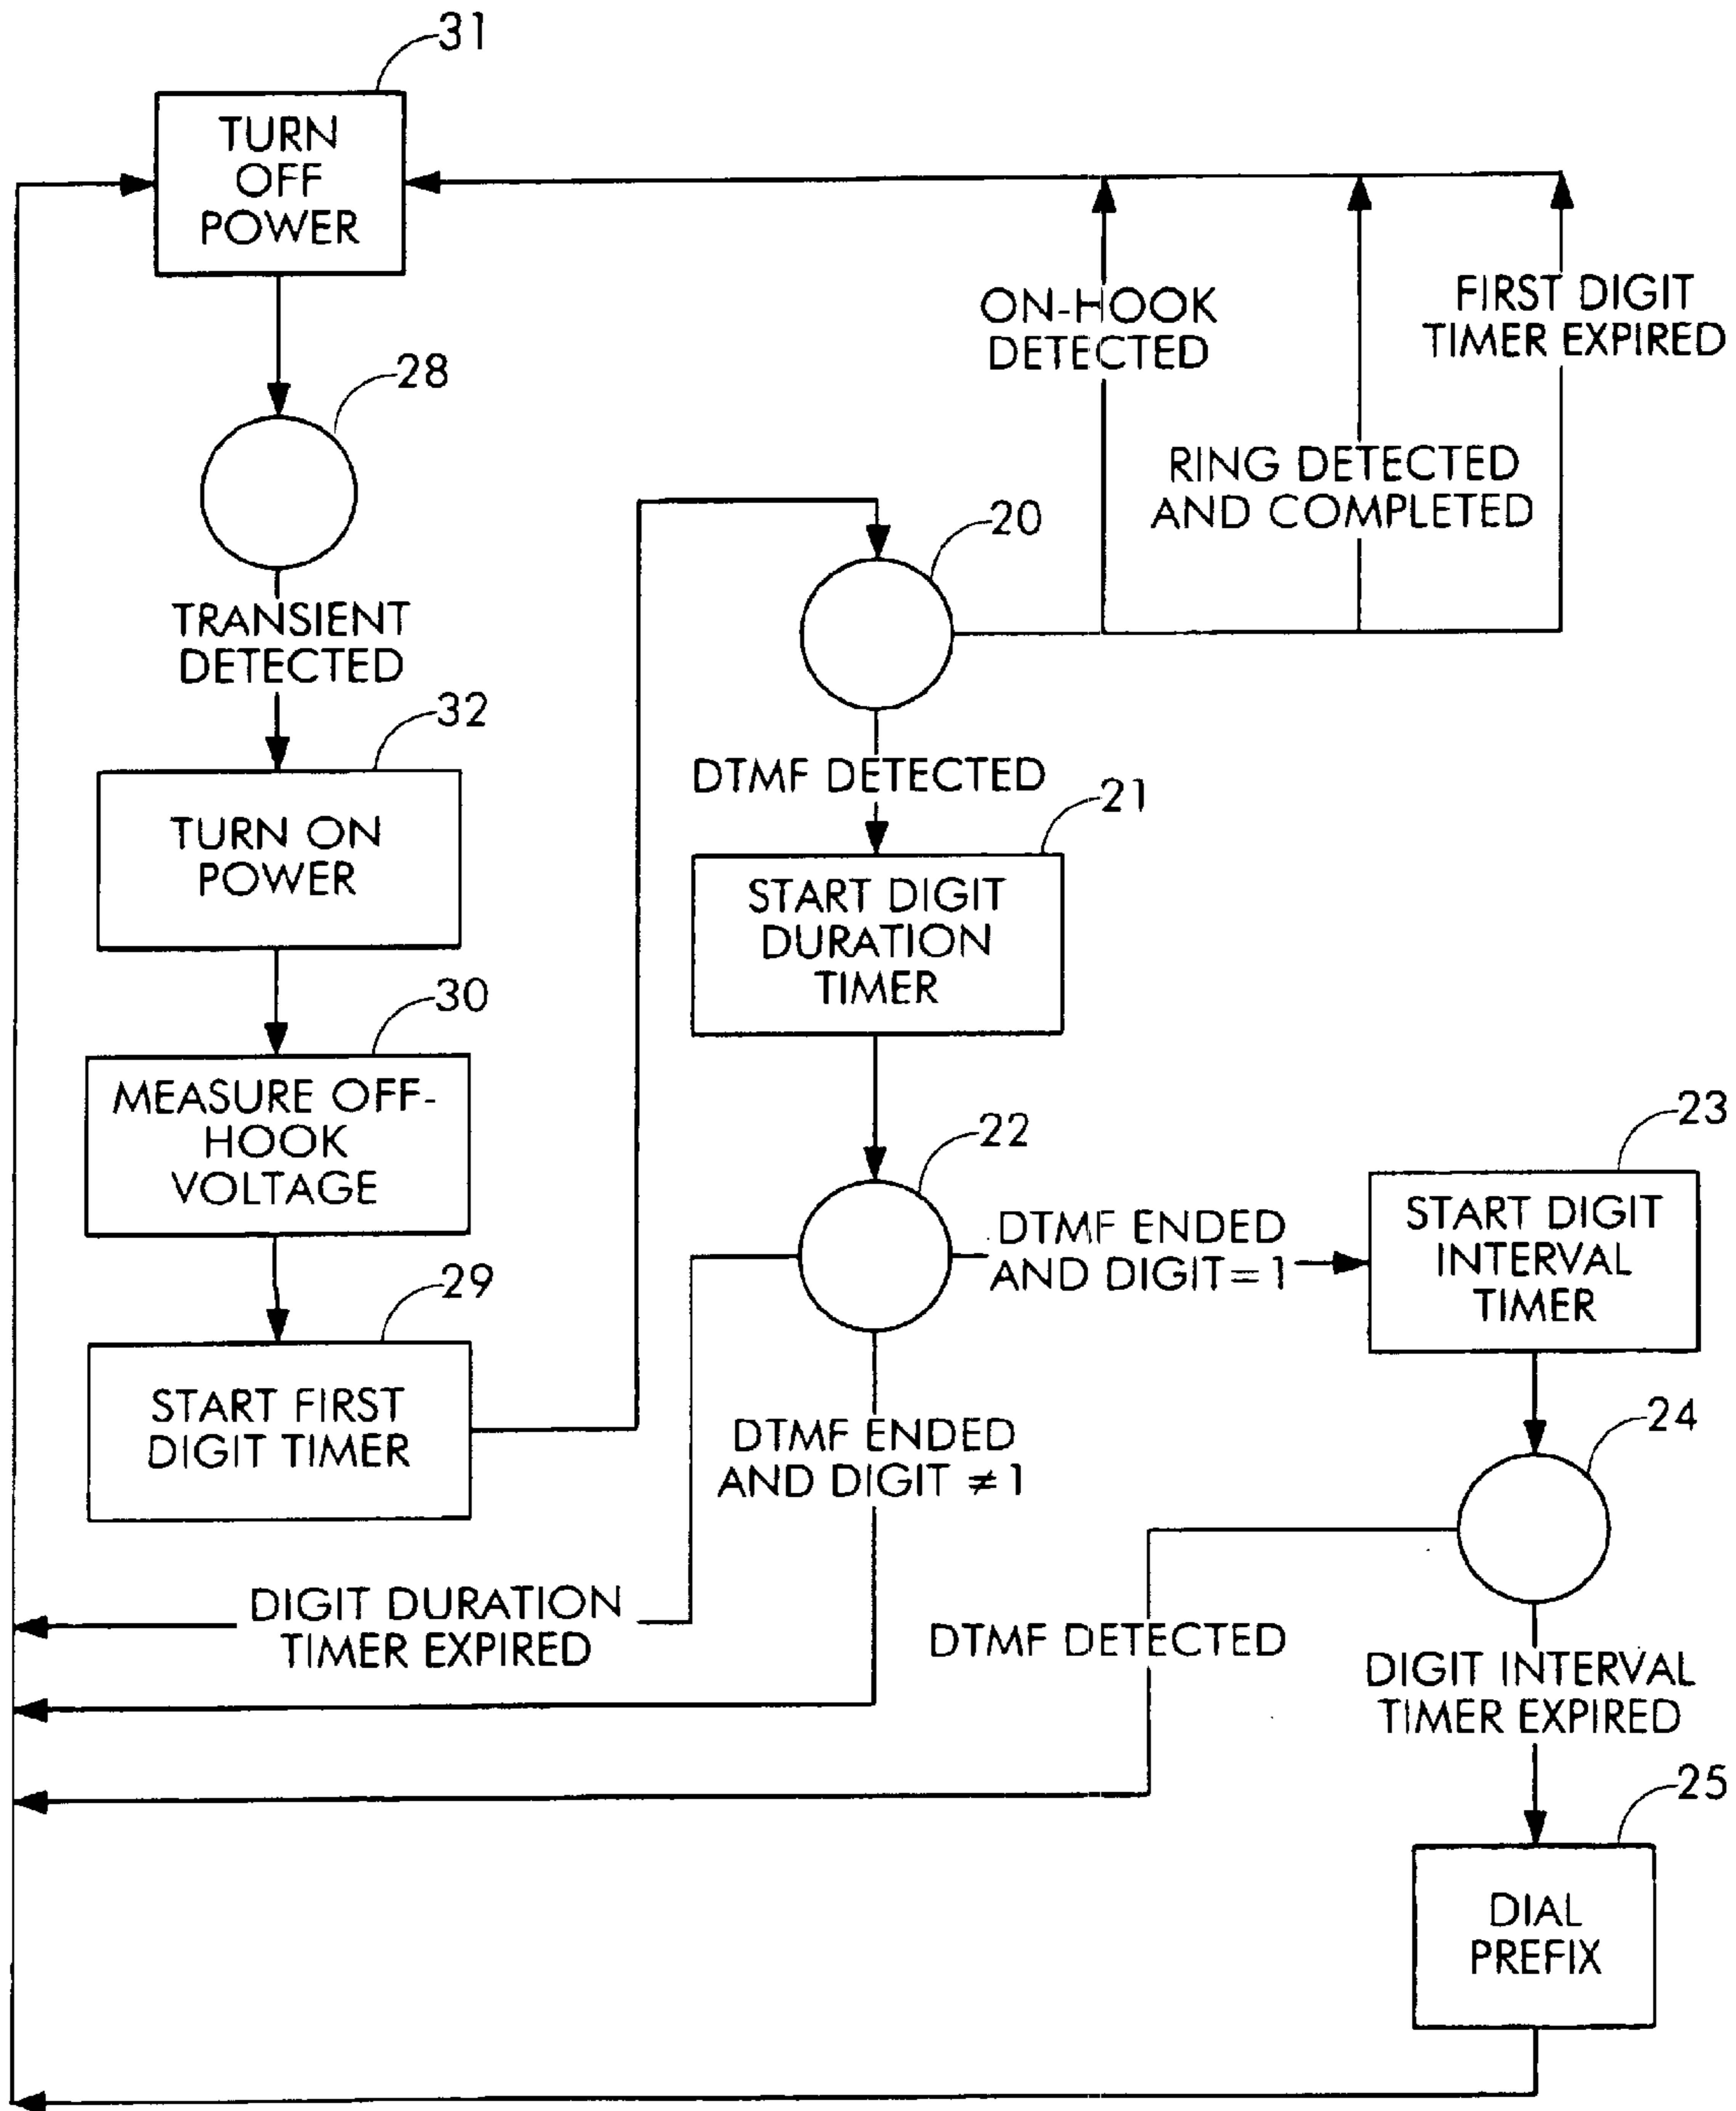 31
TURN
OFF
POWER
28
TRANSIENT
DETECTED
32
TURN ON
POWER
30
MEASURE OFF-
HOOK
VOLTAGE
29
START FIRST
DIGIT TIMER
ON-HOOK
DETECTED
RING DETECTED
AND COMPLETED
FIRST DIGIT
TIMER EXPIRED
20
DTMF DETECTED
21
START DIGIT
DURATION
TIMER
22
DTMF ENDED
AND DIGIT=1
23
START DIGIT
INTERVAL
TIMER
DTMF ENDED
AND DIGIT ≠1
DIGIT DURATION
TIMER EXPIRED
24
DTMF DETECTED
DIGIT INTERVAL
TIMER EXPIRED
25
DIAL
PREFIX